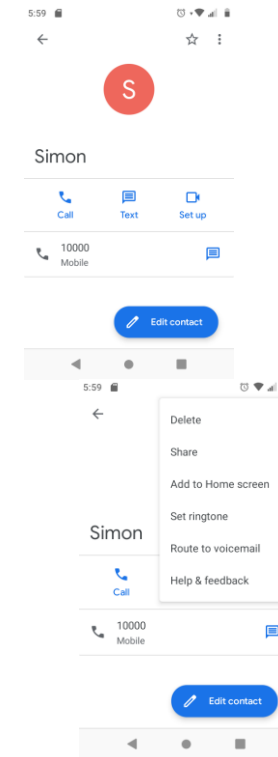 5:59
S
Simon
Call Text Set up
10000
Mobile
Edit contact
5:59
Delete
Share
Add to Home screen
Set ringtone
Route to voicemail
Help & feedback
Simon
Call
10000
Mobile
Edit contact